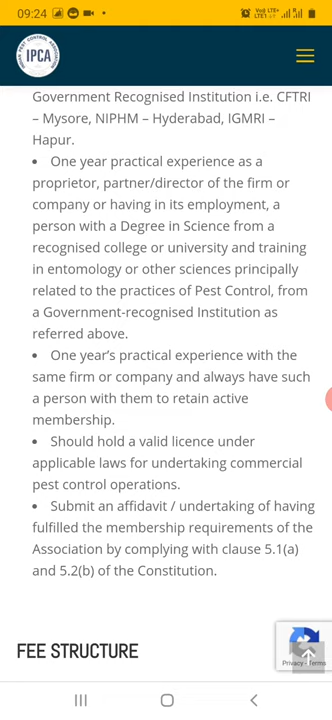 09:24
Vo)) LTE+
LTE1
INDIAN PEST CONTROL ASSOCIATION
IPCA
Government Recognised Institution i.e. CFTRI
– Mysore, NIPHM – Hyderabad, IGMRI –
Hapur.
• One year practical experience as a
proprietor, partner/director of the firm or
company or having in its employment, a
person with a Degree in Science from a
recognised college or university and training
in entomology or other sciences principally
related to the practices of Pest Control, from
a Government-recognised Institution as
referred above.
• One year’s practical experience with the
same firm or company and always have such
a person with them to retain active
membership.
• Should hold a valid licence under
applicable laws for undertaking commercial
pest control operations.
• Submit an affidavit / undertaking of having
fulfilled the membership requirements of the
Association by complying with clause 5.1(a)
and 5.2(b) of the Constitution.
FEE STRUCTURE
Privacy - Terms